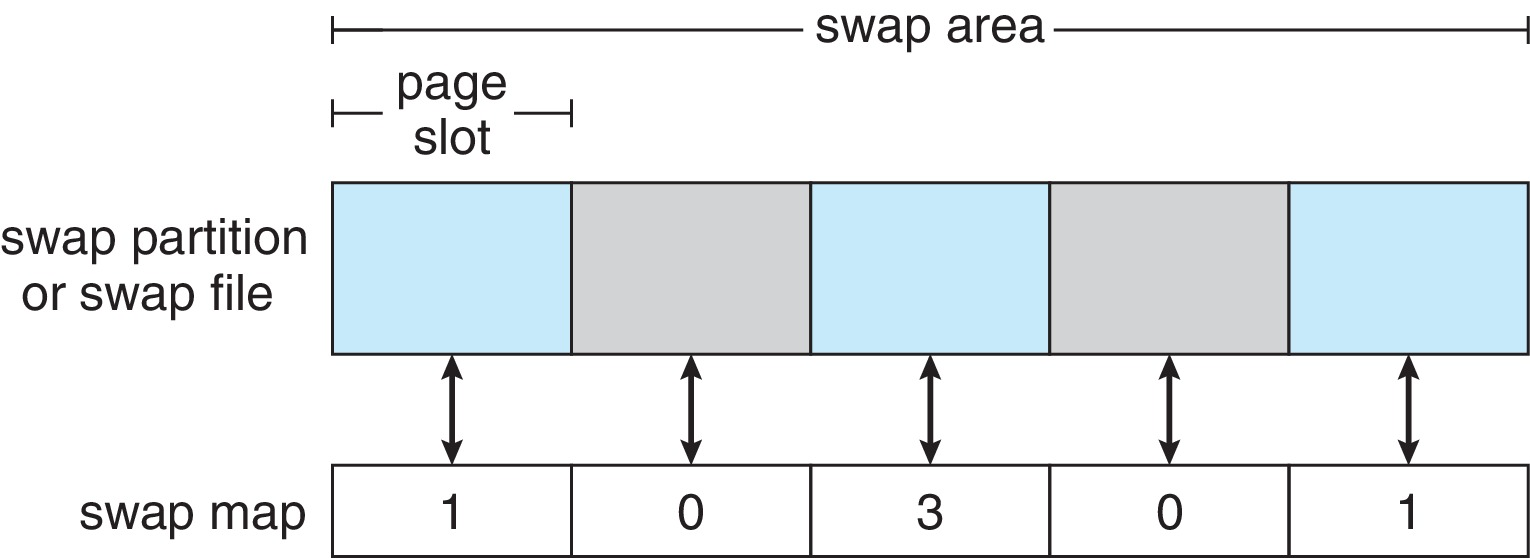 swap area
page
slot
swap partition
or swap file
swap map 1 0 3 0 1